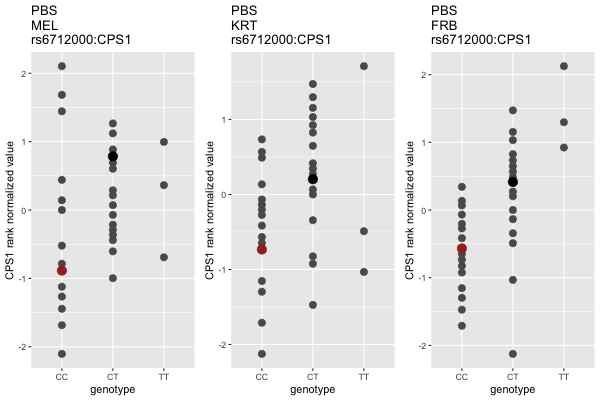 PBS
MEL
rs6712000:CPS1
CPS1 rank normalized value
2
1
0
-1
-2
CC CT TT
genotype
PBS
KRT
rs6712000:CPS1
CPS1 rank normalized value
1
0
-1
-2
CC CT TT
genotype
PBS
FRB
rs6712000:CPS1
CPS1 rank normalized value
2
1
0
-1
-2
CC CT TT
genotype